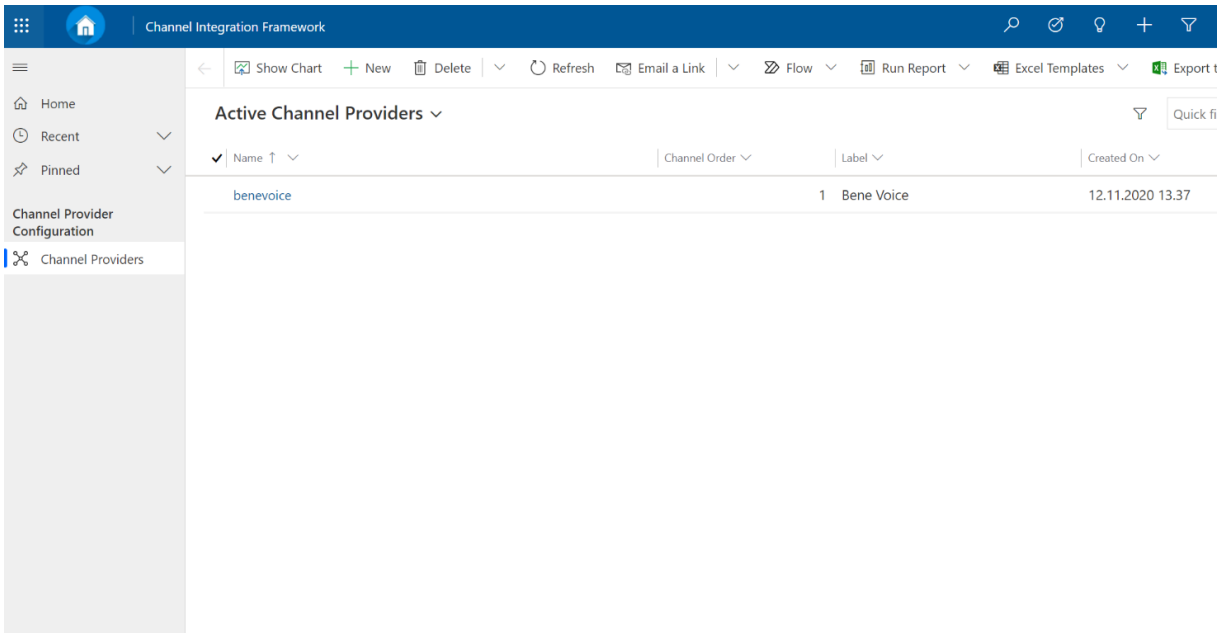 Channel Integration Framework
Show Chart New Delete Refresh Email a Link Flow Run Report Excel Templates Export t
Home
Recent
Pinned
Channel Provider
Configuration
Channel Providers
Active Channel Providers
Quick fi
Name ↑ Channel Order Label Created On
benevoice 1 Bene Voice 12.11.2020 13.37